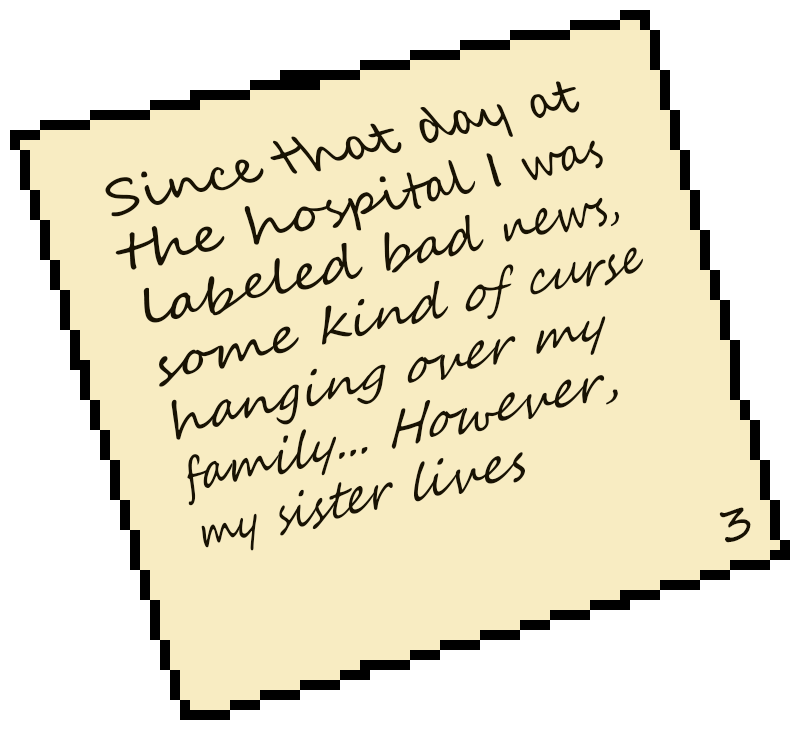 Since that day at
the hospital I was
labeled bad news,
some kind of curse
hanging over my
family... However,
my sister lives
3